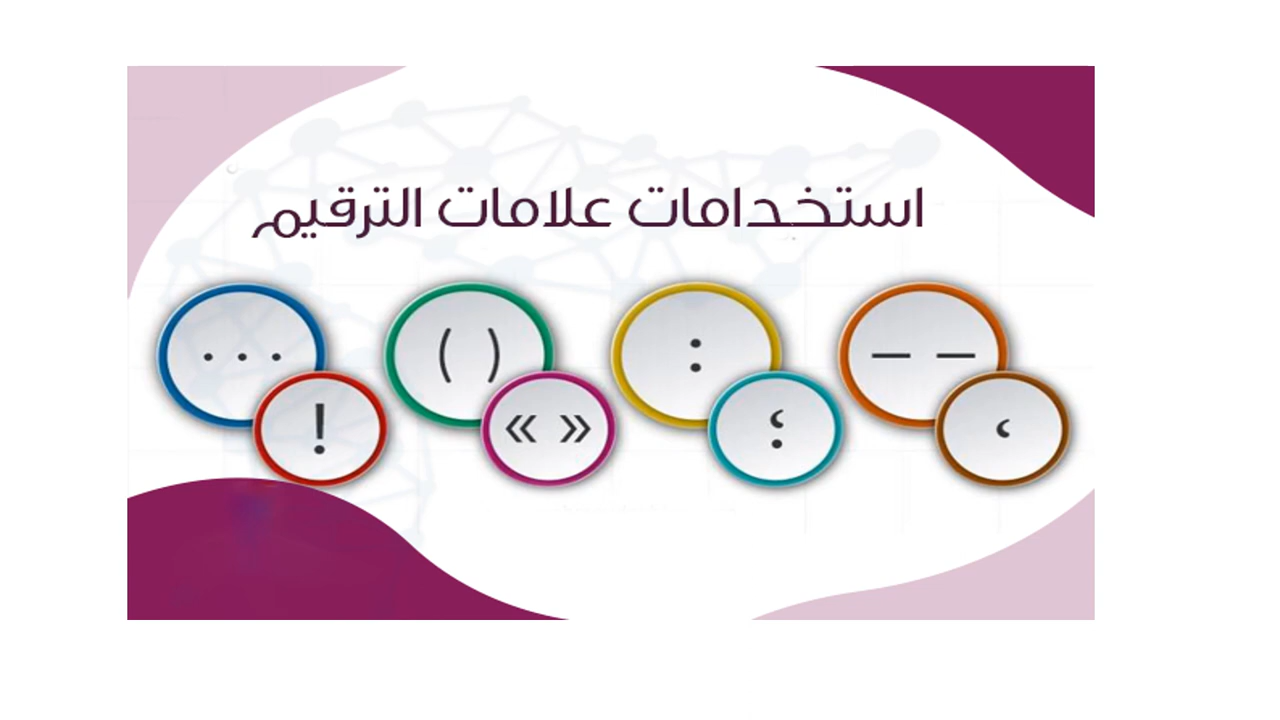 استخدامات علامات الترقيم
— — : ( ) . . .
، ؛ « » !